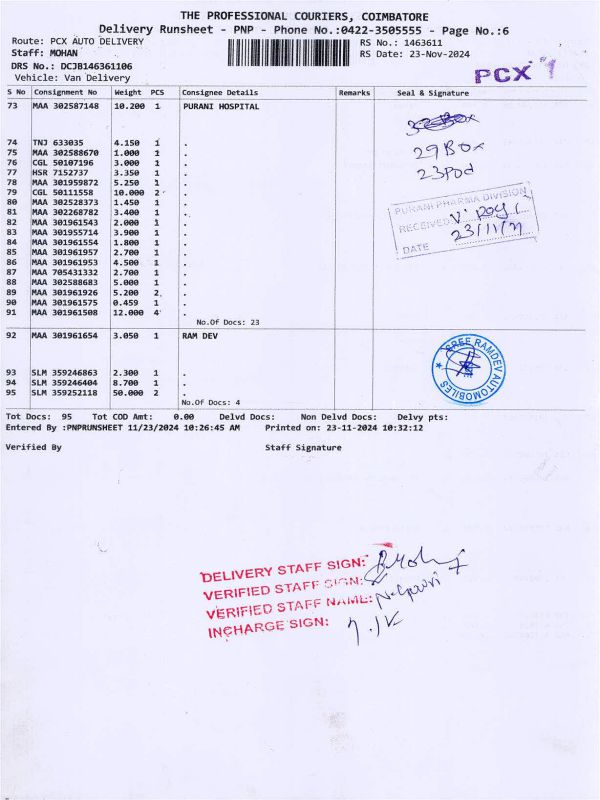 THE PROFESSIONAL COURIERS, COIMBATORE
Delivery Runsheet - PNP - Phone No.:0422-3505555 - Page No.:6
Route: PCX AUTO DELIVERY RS No.: 1463611
Staff: MOHAN RS Date: 23-Nov-2024
DRS No.: DCJB146361106
Vehicle: Van Delivery
PCX 1
S No Consignment No Weight PCS Consignee Details Remarks Seal & Signature
73 MAA 302587148 10.200 1 PURANI HOSPITAL
74 TNJ 633035 4.150 1 .
75 MAA 302588670 1.000 1 .
76 CGL 50107196 3.000 1 .
77 HSR 7152737 3.350 1 .
78 MAA 301959872 5.250 1 .
79 CGL 50111558 10.000 2 .
80 MAA 302528373 1.450 1 .
81 MAA 302268782 3.400 1 .
82 MAA 301961543 2.000 1 .
83 MAA 301955714 3.900 1 .
84 MAA 301961554 1.800 1 .
85 MAA 301961957 2.700 1 .
86 MAA 301961953 4.500 1 .
87 MAA 705431332 2.700 1 .
88 MAA 302588683 5.000 1 .
89 MAA 301961926 5.200 2 .
90 MAA 301961575 0.459 1 .
91 MAA 301961508 12.000 4 .
No.Of Docs: 23
29 Box
23 Pod
PURANI PHARMA DIVISION
RECEIVED
DATE 23/11/
92 MAA 301961654 3.050 1 RAM DEV
93 SLM 359246863 2.300 1 .
94 SLM 359246404 8.700 1 .
95 SLM 359252118 50.000 2 .
No.Of Docs: 4
SREE RAMDEV AUTOMOBILES
Tot Docs: 95 Tot COD Amt: 0.00 Delvd Docs: Non Delvd Docs: Delvy pts:
Entered By :PNPRUNSHEET 11/23/2024 10:26:45 AM Printed on: 23-11-2024 10:32:12
Verified By Staff Signature
DELIVERY STAFF SIGN:
VERIFIED STAFF SIGN:
VERIFIED STAFF NAME:
INCHARGE SIGN: